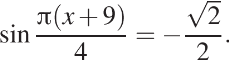 sin π(x + 9)/4 = −√2/2.